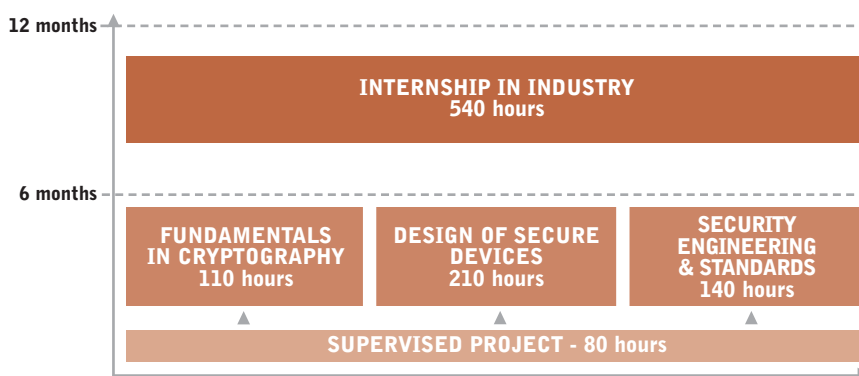 12 months
INTERNSHIP IN INDUSTRY
540 hours
6 months
FUNDAMENTALS
IN CRYPTOGRAPHY
110 hours
DESIGN OF SECURE
DEVICES
210 hours
SECURITY
ENGINEERING
& STANDARDS
140 hours
SUPERVISED PROJECT - 80 hours